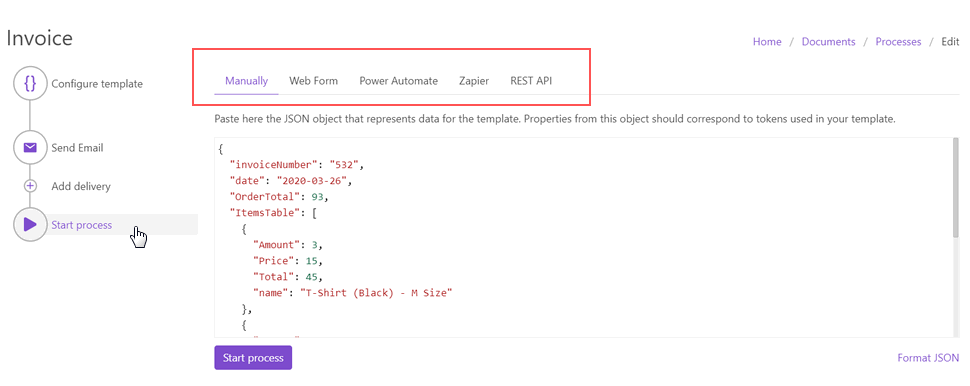 Invoice
Home / Documents / Processes / Edit
{} Configure template
Send Email
Add delivery
Start process
Manually Web Form Power Automate Zapier REST API
Paste here the JSON object that represents data for the template. Properties from this object should correspond to tokens used in your template.
{
"invoiceNumber": "532",
"date": "2020-03-26",
"OrderTotal": 93,
"ItemsTable": [
{
"Amount": 3,
"Price": 15,
"Total": 45,
"name": "T-Shirt (Black) - M Size"
},
{
Start process
Format JSON